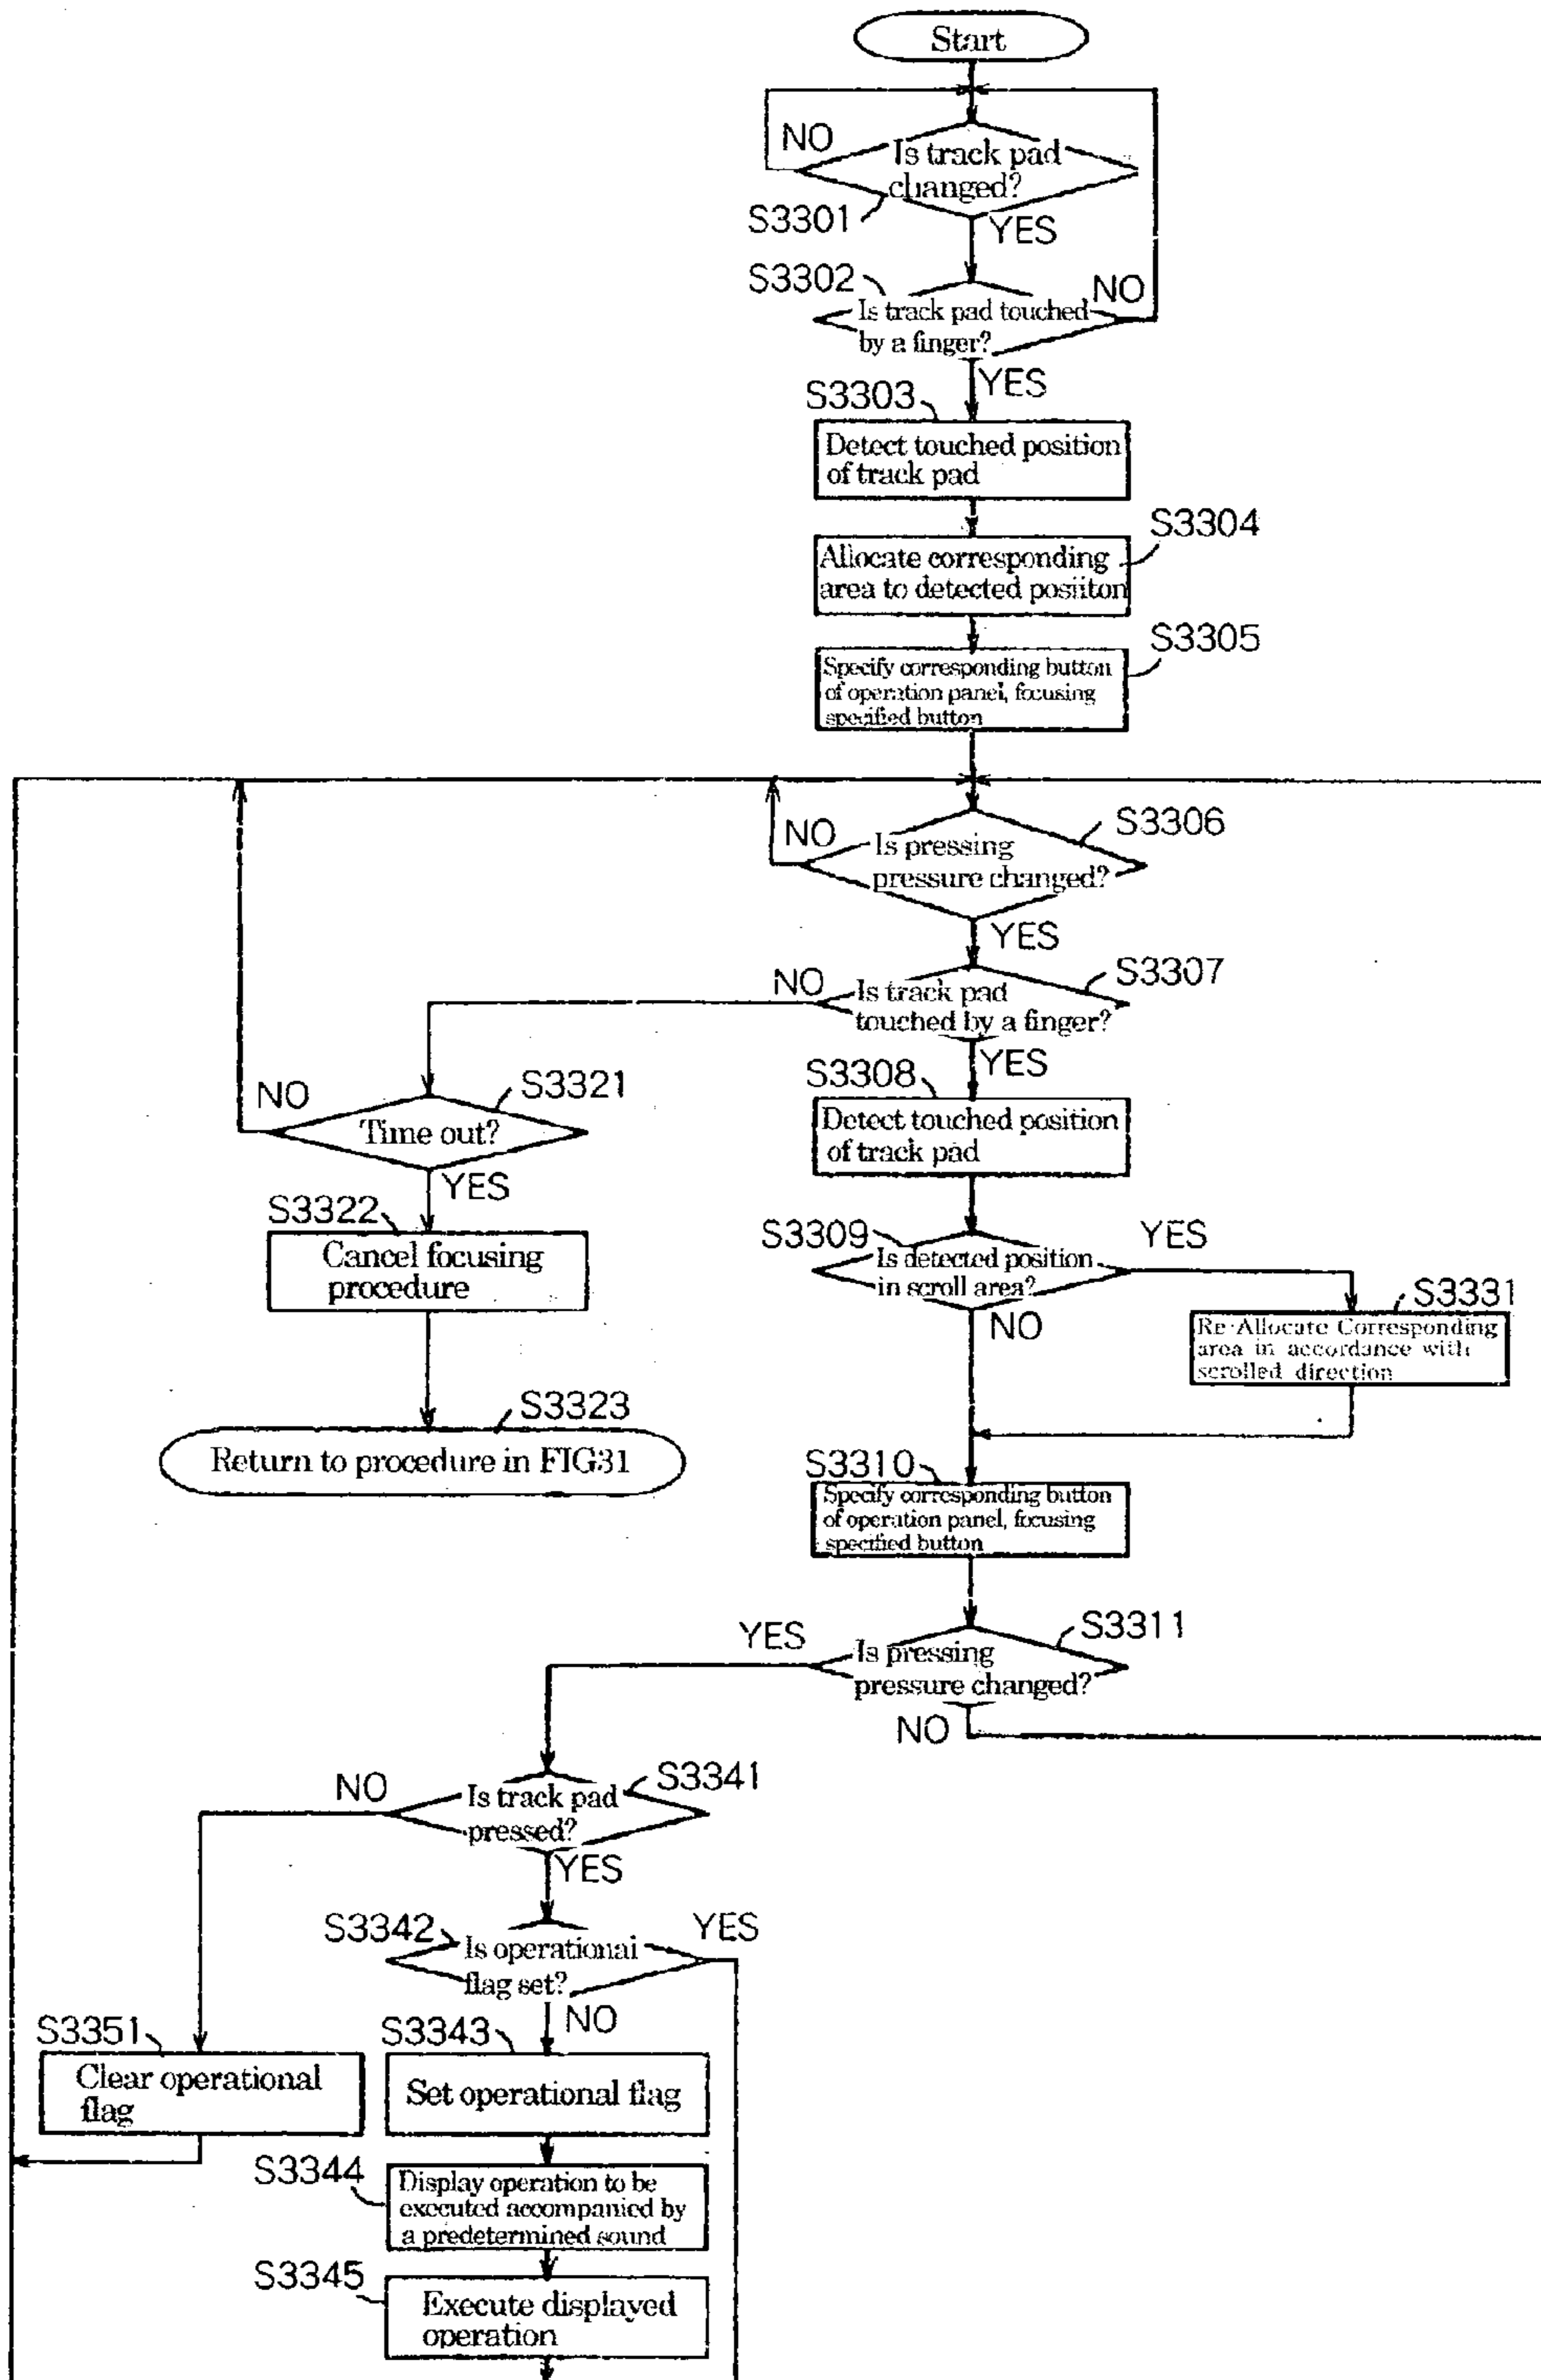 Start
NO
Is track pad
changed?
S3301
YES
S3302
NO
Is track pad touched
by a finger?
YES
S3303
Detect touched position
of track pad
S3304
Allocate corresponding
area to detected posiiton
S3305
Specify corresponding button
of operation panel, focusing
specified button
NO
S3306
Is pressing
pressure changed?
YES
NO
S3307
Is track pad
touched by a finger?
YES
NO
S3321
Time out?
YES
S3308
Detect touched position
of track pad
S3322
Cancel focusing
procedure
S3309
YES
Is detected position
in scroll area?
NO
S3331
Re-Allocate Corresponding
area in accordance with
scrolled direction
S3323
Return to procedure in FIG31
S3310
Specify corresponding button
of operation panel, focusing
specified button
YES
S3311
Is pressing
pressure changed?
NO
NO
S3341
Is track pad
pressed?
YES
S3342
YES
Is operational
flag set?
NO
S3351
Clear operational
flag
S3343
Set operational flag
S3344
Display operation to be
executed accompanied by
a predetermined sound
S3345
Execute displayed
operation